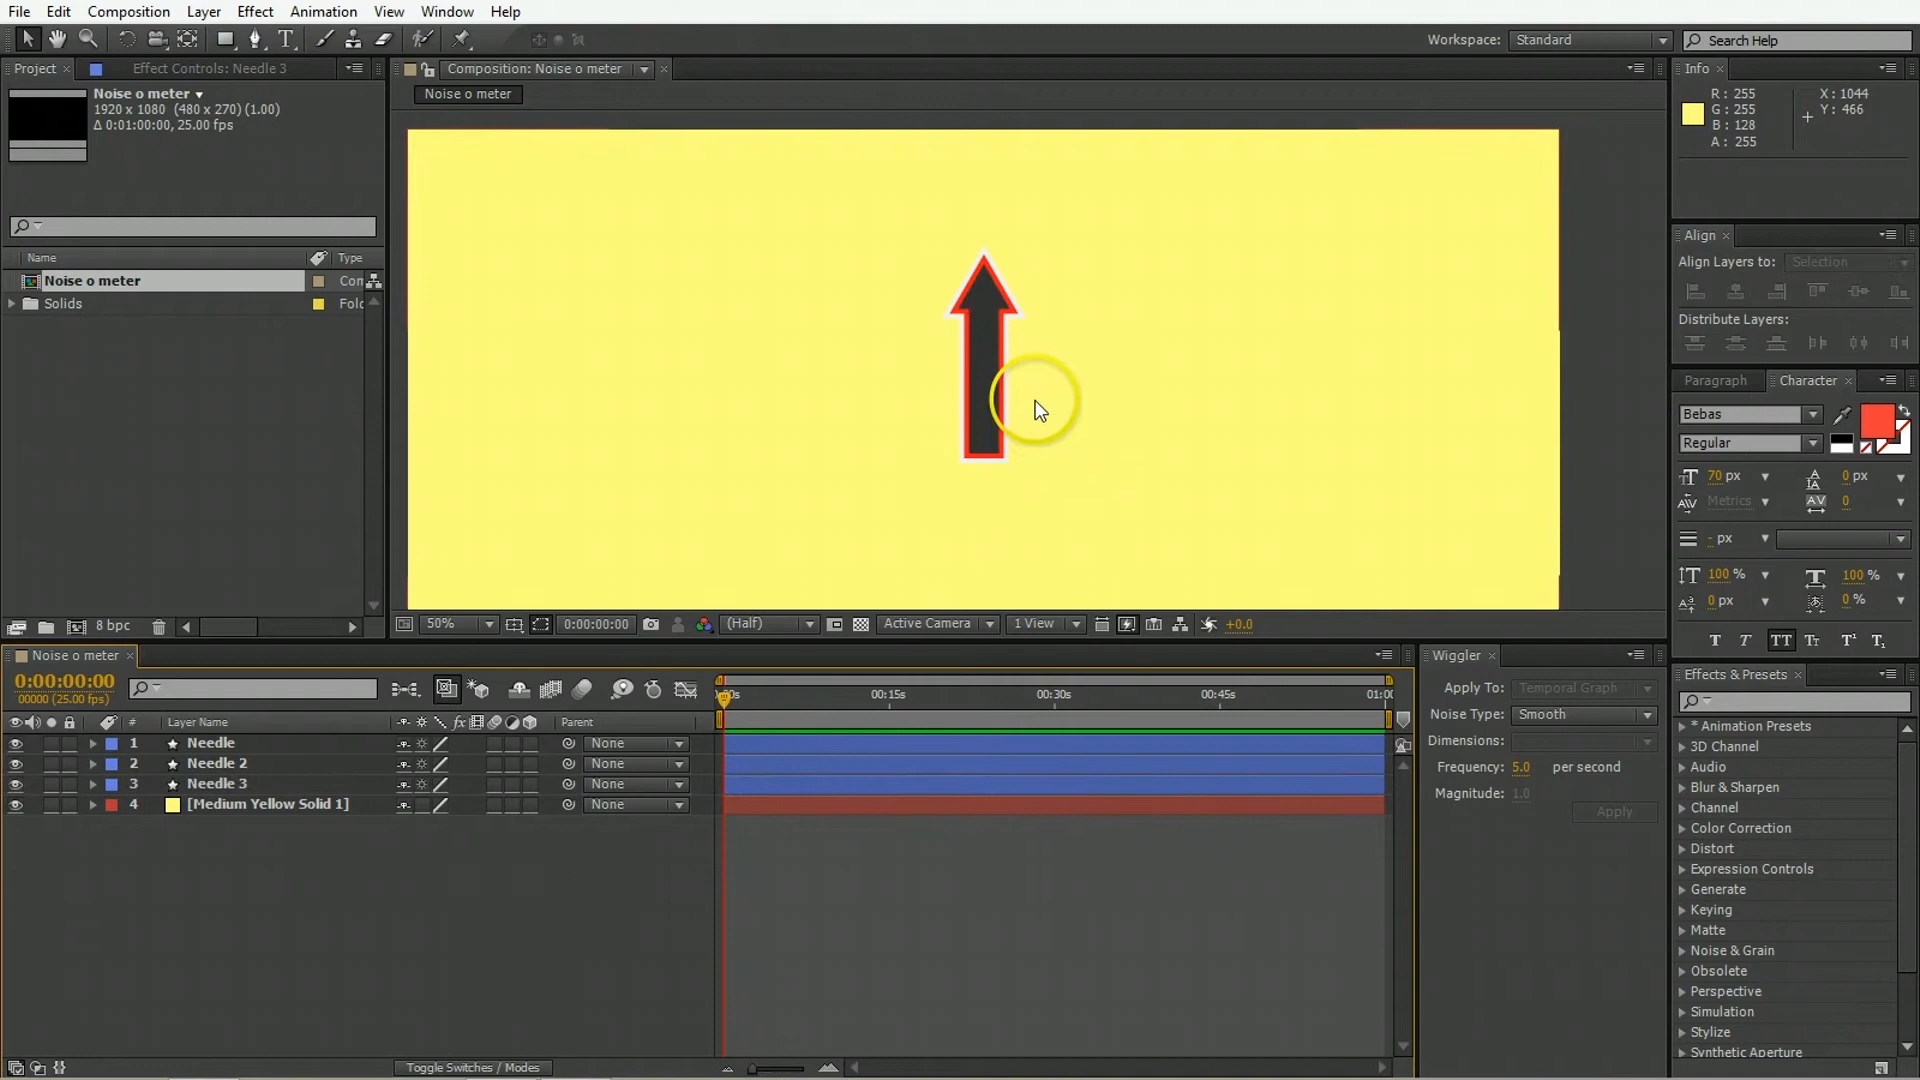 File Edit Composition Layer Effect Animation View Window Help
Workspace: Standard Search Help
Project Effect Controls: Needle 3
Composition: Noise o meter
Info
Noise o meter
1920 x 1080 (480 x 270) (1.00)
Δ 0:01:00:00, 25.00 fps
Noise o meter
R: 255 X: 1044
G: 255 Y: 466
B: 128
A: 255
Name Type
Noise o meter Con
Solids Fold
Align
Align Layers to: Selection
Distribute Layers:
Paragraph Character
Bebas
Regular
70 px 0 px
Metrics 0
- px
100 % 100 %
0 px 0 %
T T TT Tr T¹ T,
8 bpc
50% 0:00:00:00 (Half) Active Camera 1 View +0.0
Noise o meter
0:00:00:00
00000 (25.00 fps)
:00s 00:15s 00:30s 00:45s 01:00
# Layer Name fx Parent
1 Needle None
2 Needle 2 None
3 Needle 3 None
4 [Medium Yellow Solid 1] None
Toggle Switches / Modes
Wiggler
Apply To: Temporal Graph
Noise Type: Smooth
Dimensions:
Frequency: 5.0 per second
Magnitude: 1.0
Apply
Effects & Presets
* Animation Presets
3D Channel
Audio
Blur & Sharpen
Channel
Color Correction
Distort
Expression Controls
Generate
Keying
Matte
Noise & Grain
Obsolete
Perspective
Simulation
Stylize
Synthetic Aperture